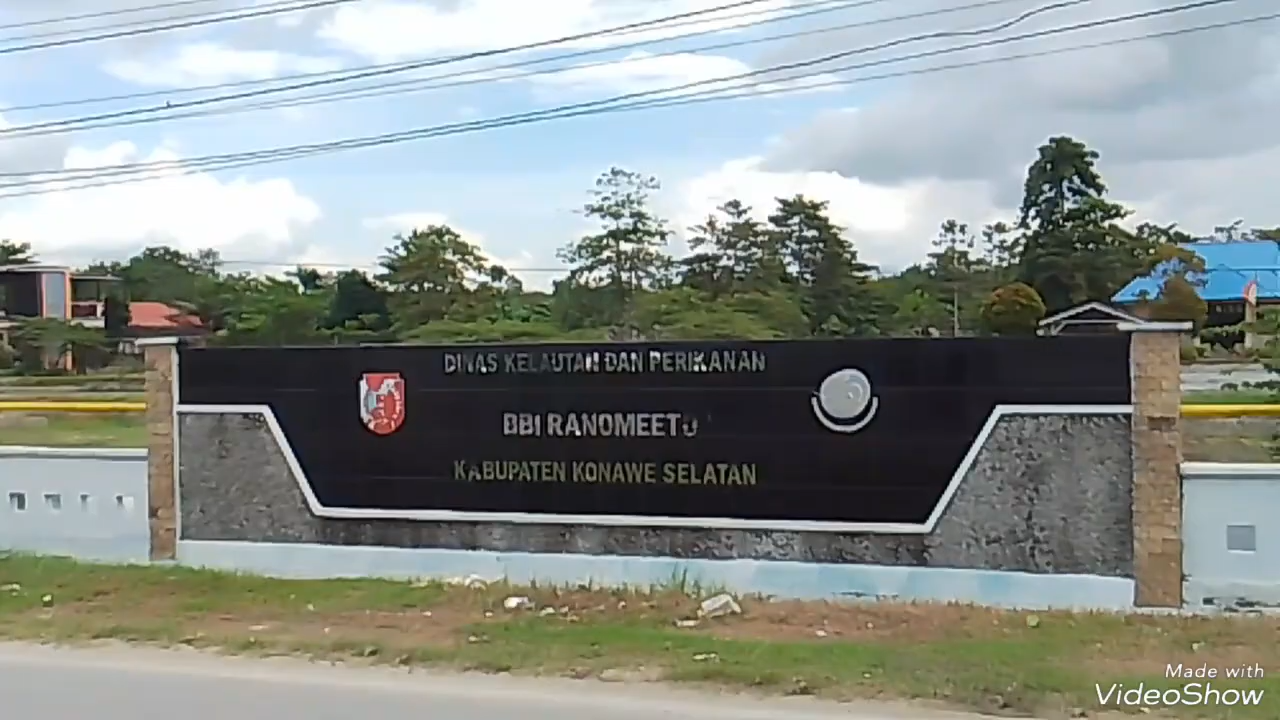 DINAS KELAUTAN DAN PERIKANAN
BBI RANOMEETO
KABUPATEN KONAWE SELATAN
Made with
VideoShow